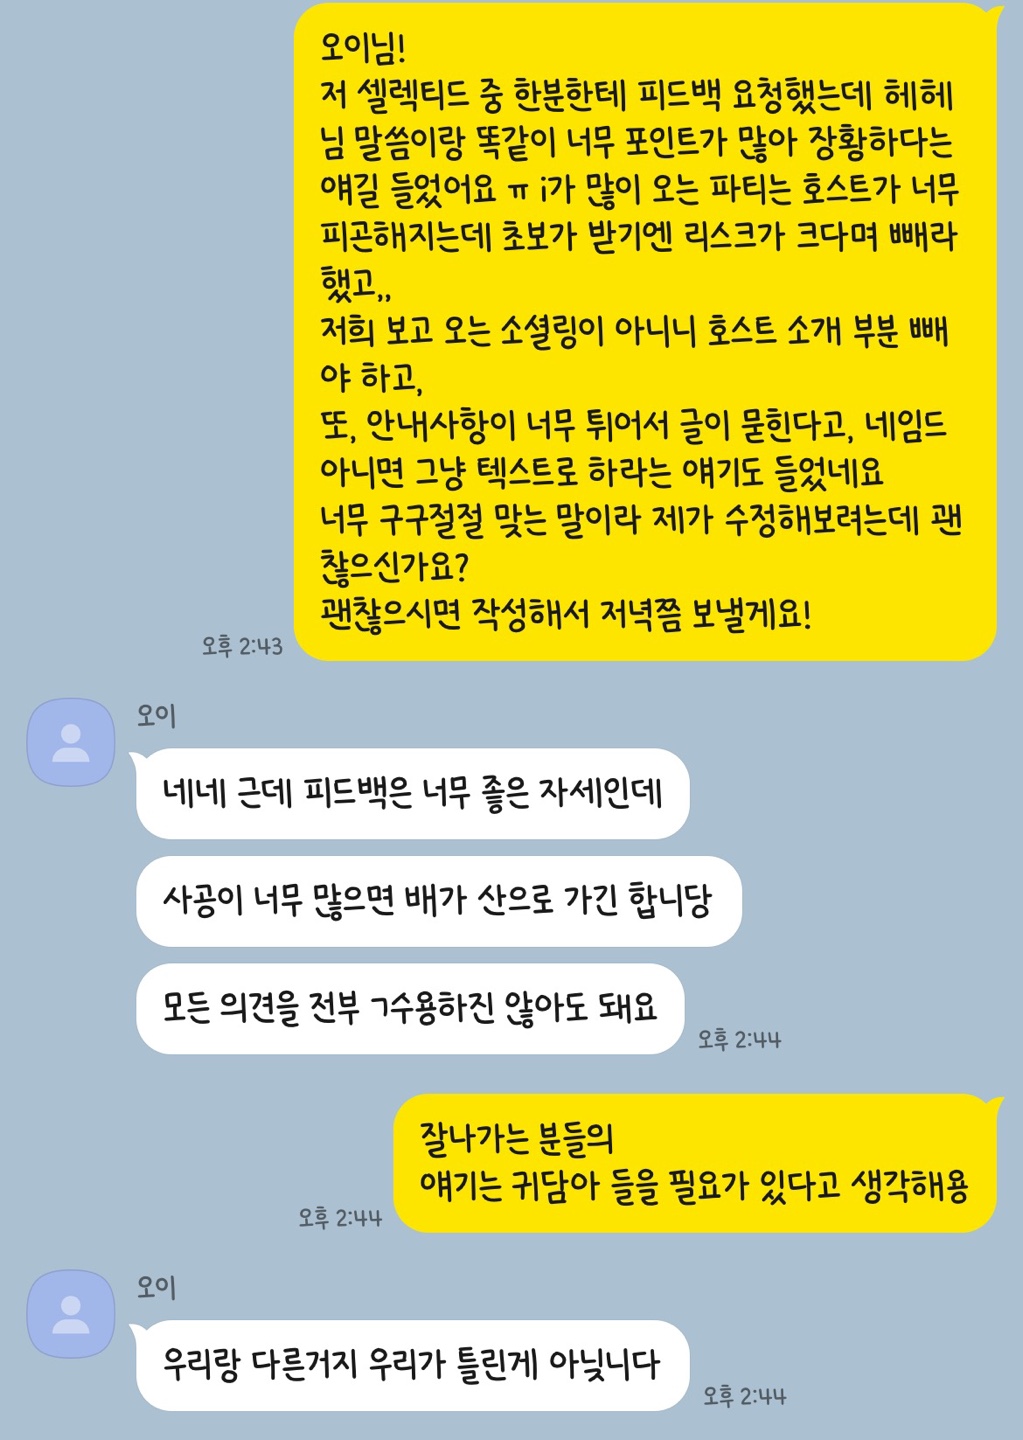 오이님!
저 셀렉티드 중 한분한테 피드백 요청했는데 헤헤
님 말씀이랑 똑같이 너무 포인트가 많아 장황하다는
얘길 들었어요 ㅠ i가 많이 오는 파티는 호스트가 너무
피곤해지는데 초보가 받기엔 리스크가 크다며 빼라
했고,,
저희 보고 오는 소셜링이 아니니 호스트 소개 부분 빼
야 하고,
또, 안내사항이 너무 튀어서 글이 묻힌다고, 네임드
아니면 그냥 텍스트로 하라는 얘기도 들었네요
너무 구구절절 맞는 말이라 제가 수정해보려는데 괜
찮으신가요?
괜찮으시면 작성해서 저녁쯤 보낼게요!
오후 2:43
오이
네네 근데 피드백은 너무 좋은 자세인데
사공이 너무 많으면 배가 산으로 가긴 합니당
모든 의견을 전부 ㄱ수용하진 않아도 돼요
오후 2:44
잘나가는 분들의
얘기는 귀담아 들을 필요가 있다고 생각해용
오후 2:44
오이
우리랑 다른거지 우리가 틀린게 아닞니다
오후 2:44